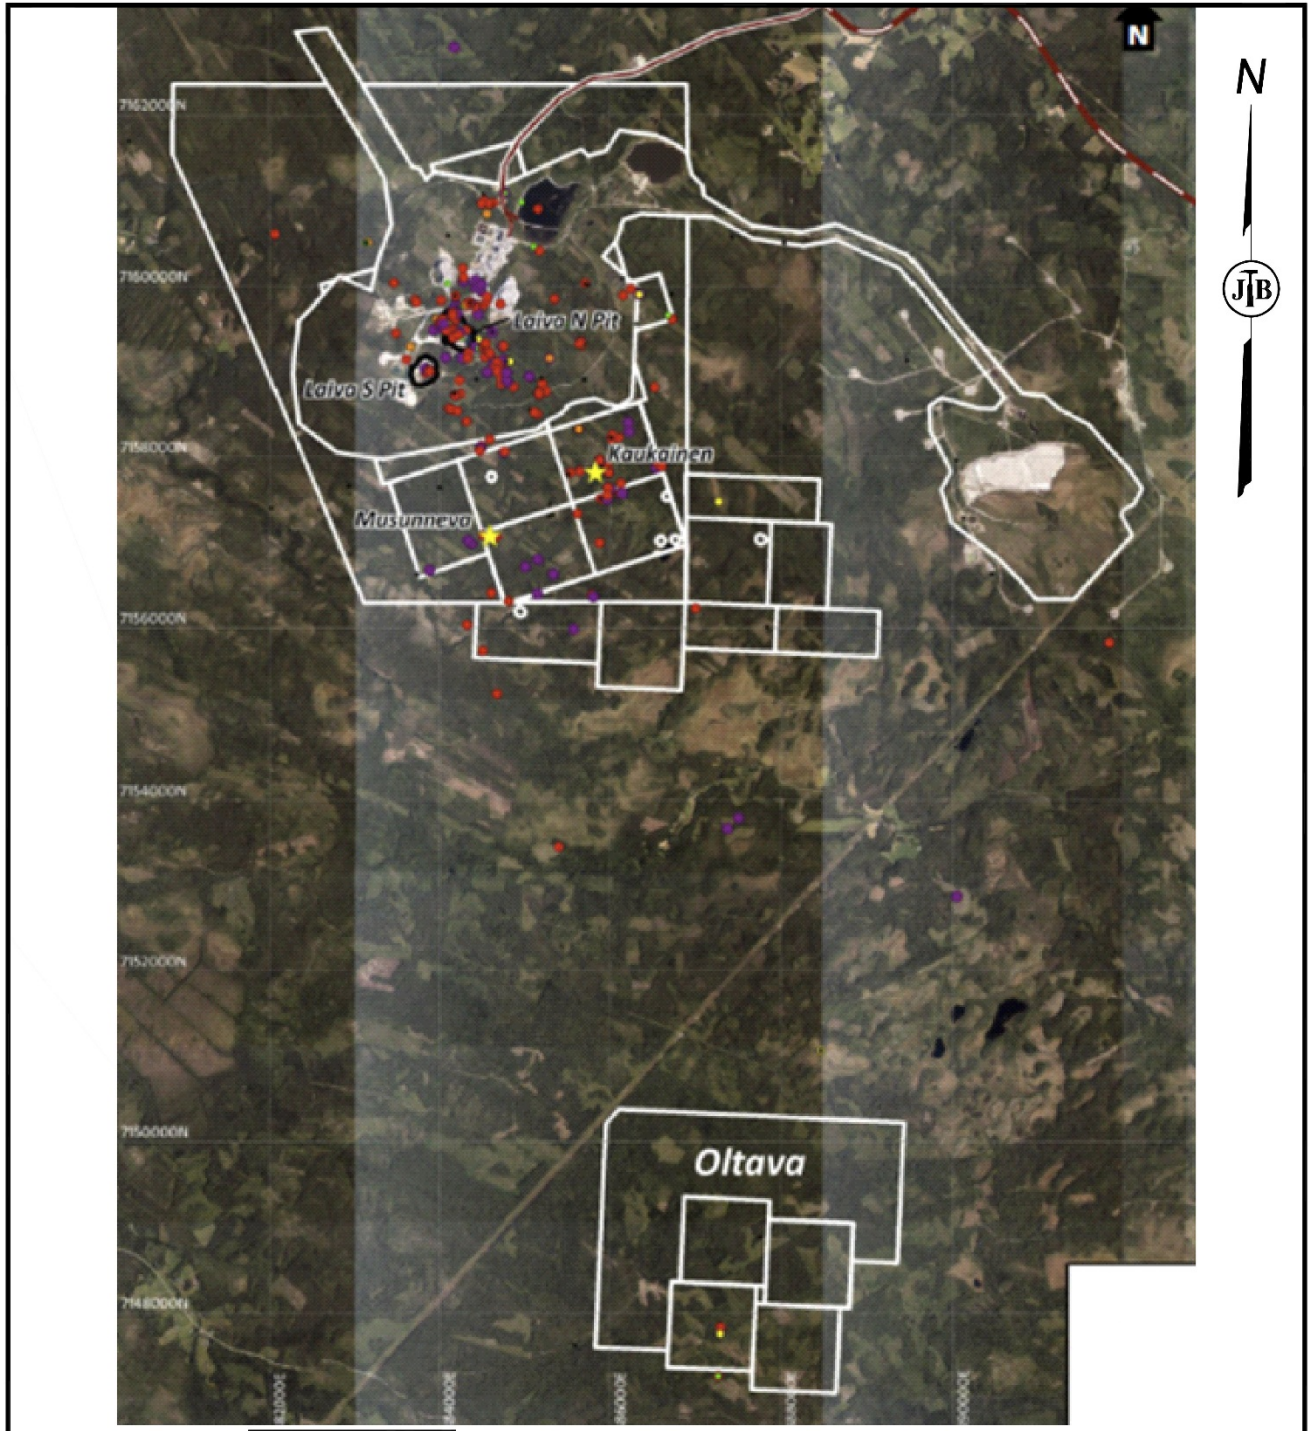 N
N
7162000N
JTB
7160000N
Laiva N Pit
Laiva S Pit
7158000N
Kaukainen
Musunneva
7156000N
7154000N
7152000N
7150000N
Oltava
7148000N